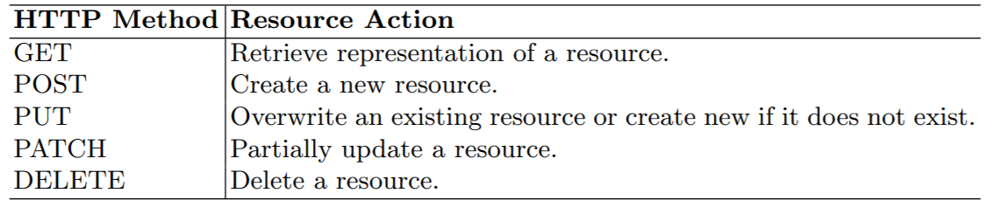 HTTP Method Resource Action
GET Retrieve representation of a resource.
POST Create a new resource.
PUT Overwrite an existing resource or create new if it does not exist.
PATCH Partially update a resource.
DELETE Delete a resource.